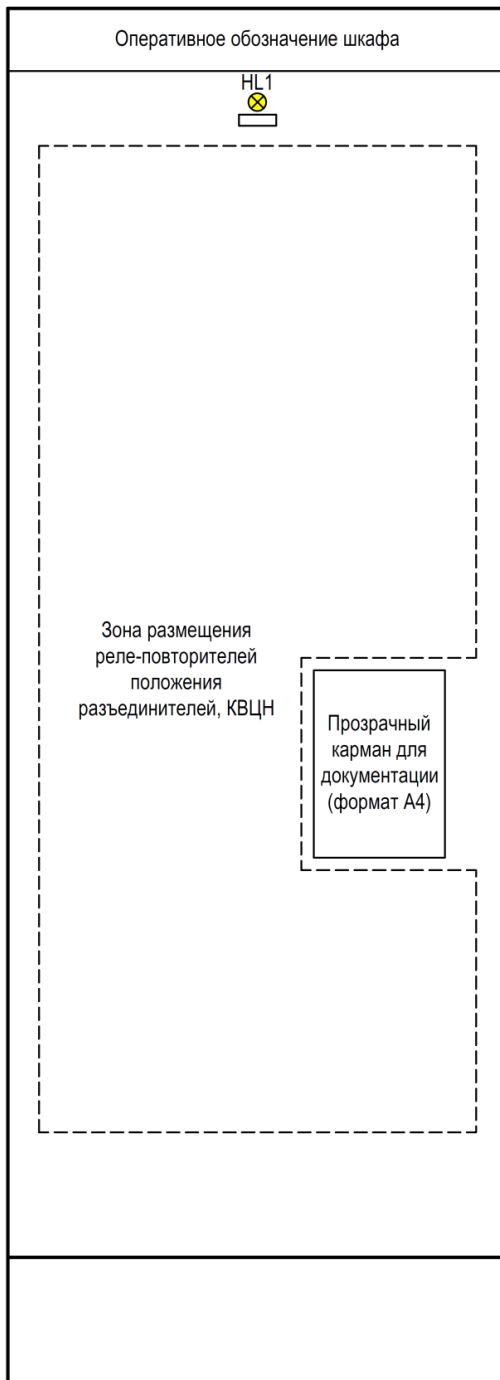 Оперативное обозначение шкафа
HL1
Зона размещения
реле-повторителей
положения
разъединителей, КВЦН
Прозрачный
карман для
документации
(формат А4)